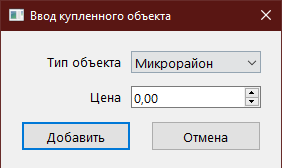 Ввод купленного объекта
Тип объекта Микрорайон
Цена 0,00
Добавить Отмена